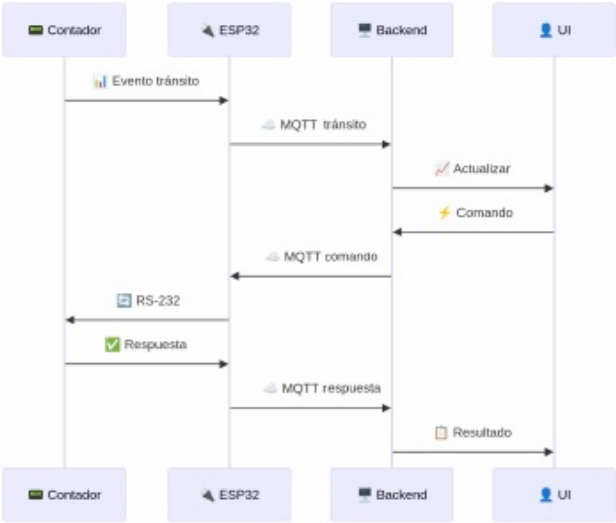 📟 Contador
🔌 ESP32
🖥️ Backend
👤 UI
📊 Evento tránsito
☁️ MQTT tránsito
📈 Actualizar
⚡ Comando
☁️ MQTT comando
🔄 RS-232
✅ Respuesta
☁️ MQTT respuesta
📋 Resultado
📟 Contador
🔌 ESP32
🖥️ Backend
👤 UI